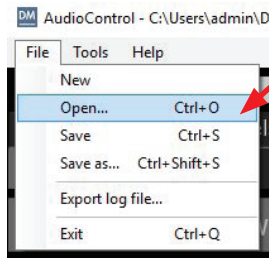 DM AudioControl - C:\Users\admin\D
File Tools Help
New
Open... Ctrl+O
Save Ctrl+S
Save as... Ctrl+Shift+S
Export log file...
Exit Ctrl+Q